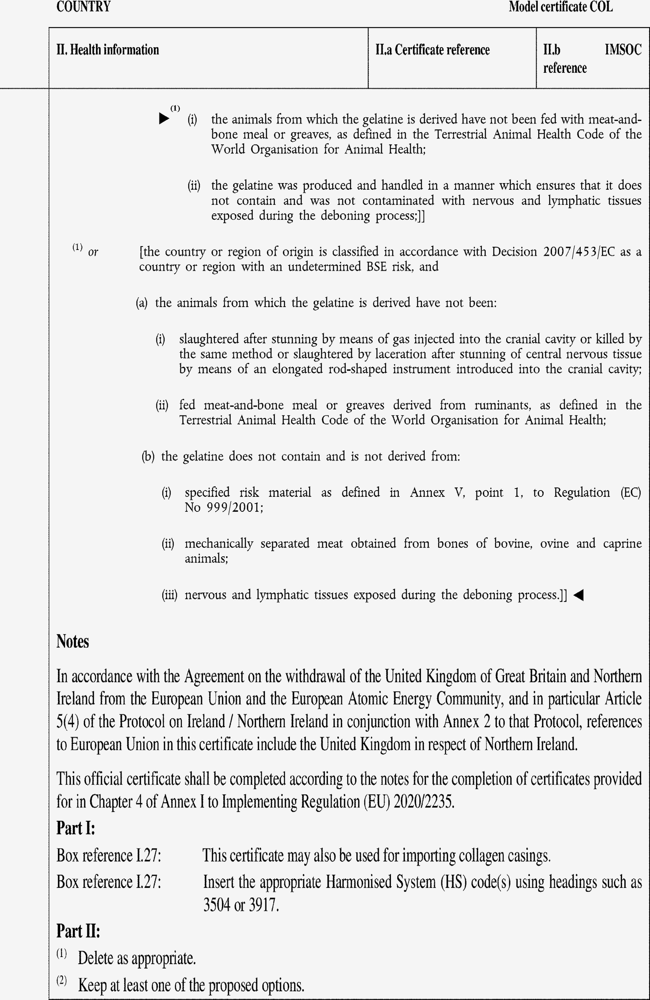 COUNTRY Model certificate COL
II. Health information II.a Certificate reference II.b IMSOC
reference
▶(1) (i) the animals from which the gelatine is derived have not been fed with meat-and-
bone meal or greaves, as defined in the Terrestrial Animal Health Code of the
World Organisation for Animal Health;
(ii) the gelatine was produced and handled in a manner which ensures that it does
not contain and was not contaminated with nervous and lymphatic tissues
exposed during the deboning process;]]
(1) or [the country or region of origin is classified in accordance with Decision 2007/453/EC as a
country or region with an undetermined BSE risk, and
(a) the animals from which the gelatine is derived have not been:
(i) slaughtered after stunning by means of gas injected into the cranial cavity or killed by
the same method or slaughtered by laceration after stunning of central nervous tissue
by means of an elongated rod-shaped instrument introduced into the cranial cavity;
(ii) fed meat-and-bone meal or greaves derived from ruminants, as defined in the
Terrestrial Animal Health Code of the World Organisation for Animal Health;
(b) the gelatine does not contain and is not derived from:
(i) specified risk material as defined in Annex V, point 1, to Regulation (EC)
No 999/2001;
(ii) mechanically separated meat obtained from bones of bovine, ovine and caprine
animals;
(iii) nervous and lymphatic tissues exposed during the deboning process.]] ◀
Notes
In accordance with the Agreement on the withdrawal of the United Kingdom of Great Britain and Northern
Ireland from the European Union and the European Atomic Energy Community, and in particular Article
5(4) of the Protocol on Ireland / Northern Ireland in conjunction with Annex 2 to that Protocol, references
to European Union in this certificate include the United Kingdom in respect of Northern Ireland.
This official certificate shall be completed according to the notes for the completion of certificates provided
for in Chapter 4 of Annex I to Implementing Regulation (EU) 2020/2235.
Part I:
Box reference I.27: This certificate may also be used for importing collagen casings.
Box reference I.27: Insert the appropriate Harmonised System (HS) code(s) using headings such as
3504 or 3917.
Part II:
(1) Delete as appropriate.
(2) Keep at least one of the proposed options.